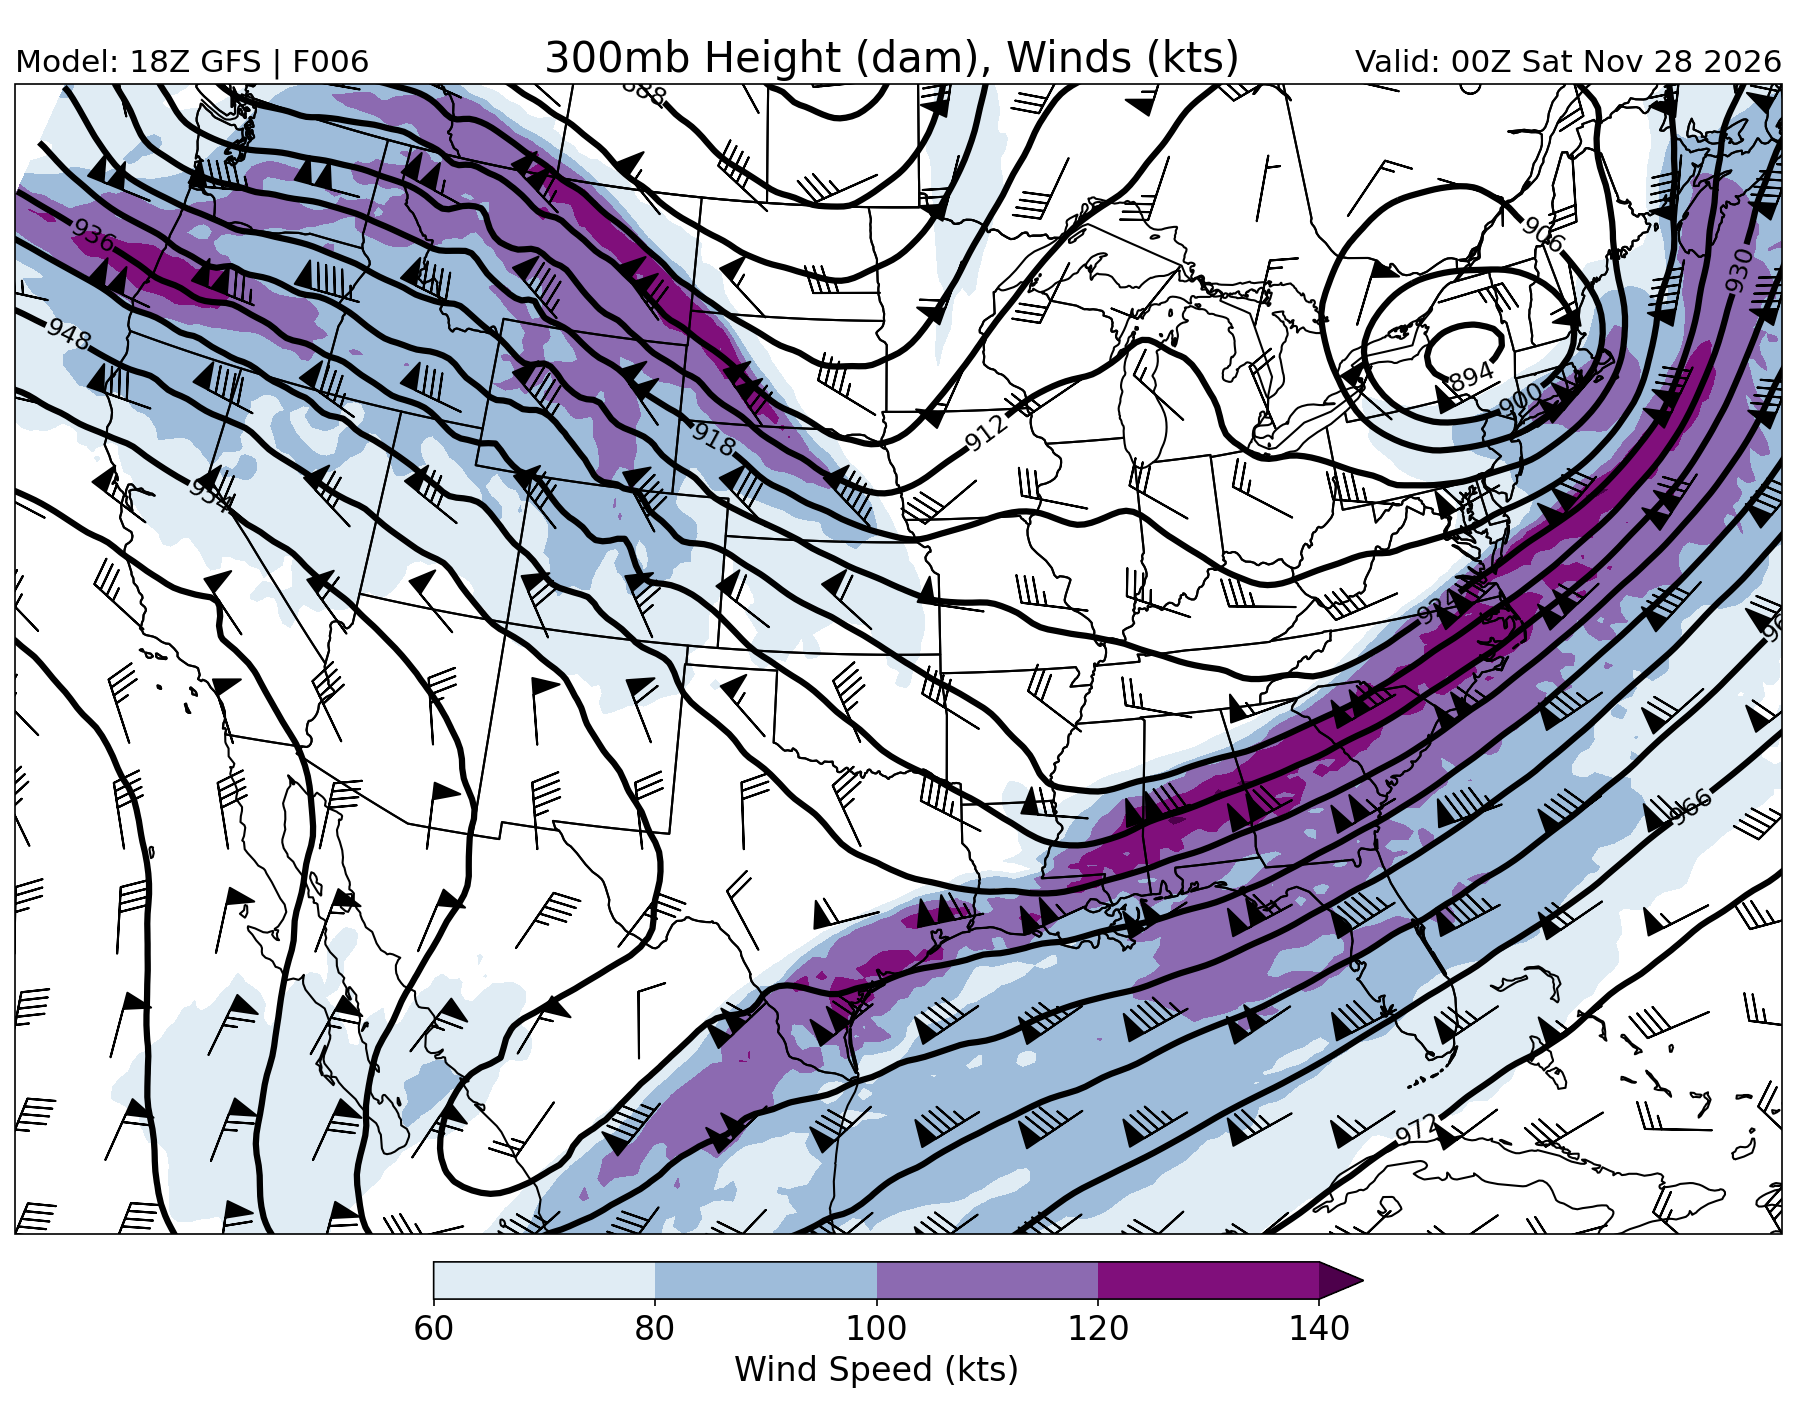 Model: 18Z GFS | F006
300mb Height (dam), Winds (kts)
Valid: 00Z Sat Nov 28 2026
888
906
936
930
948
894
900
912
918
954
924
966
972
60 80 100 120 140
Wind Speed (kts)